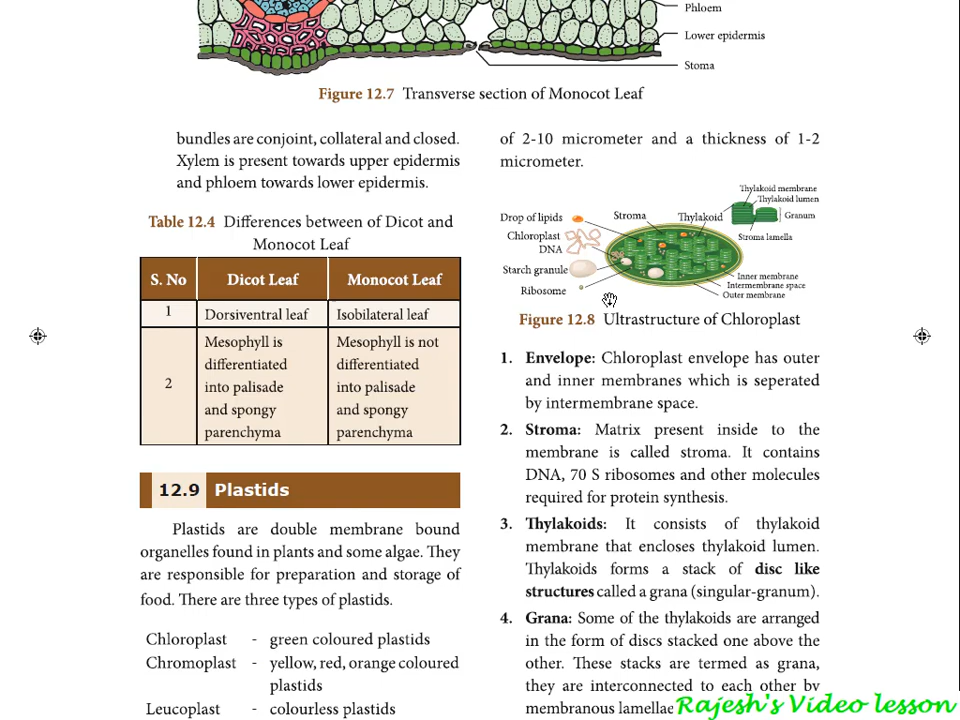 Phloem
Lower epidermis
Stoma
Figure 12.7 Transverse section of Monocot Leaf
bundles are conjoint, collateral and closed.
Xylem is present towards upper epidermis
and phloem towards lower epidermis.
Table 12.4 Differences between of Dicot and
Monocot Leaf
S. No Dicot Leaf Monocot Leaf
1 Dorsiventral leaf Isobilateral leaf
2 Mesophyll is differentiated into palisade and spongy parenchyma Mesophyll is not differentiated into palisade and spongy parenchyma
12.9 Plastids
Plastids are double membrane bound
organelles found in plants and some algae. They
are responsible for preparation and storage of
food. There are three types of plastids.
Chloroplast - green coloured plastids
Chromoplast - yellow, red, orange coloured
plastids
Leucoplast - colourless plastids
of 2-10 micrometer and a thickness of 1-2
micrometer.
Thylakoid membrane
Thylakoid lumen
Granum
Stroma lamella
Drop of lipids
Stroma
Thylakoid
Chloroplast
DNA
Starch granule
Ribosome
Inner membrane
Intermembrane space
Outer membrane
Figure 12.8 Ultrastructure of Chloroplast
1. Envelope: Chloroplast envelope has outer
and inner membranes which is seperated
by intermembrane space.
2. Stroma: Matrix present inside to the
membrane is called stroma. It contains
DNA, 70 S ribosomes and other molecules
required for protein synthesis.
3. Thylakoids: It consists of thylakoid
membrane that encloses thylakoid lumen.
Thylakoids forms a stack of disc like
structures called a grana (singular-granum).
4. Grana: Some of the thylakoids are arranged
in the form of discs stacked one above the
other. These stacks are termed as grana,
they are interconnected to each other by
membranous lamellae
Rajesh's Video lesson